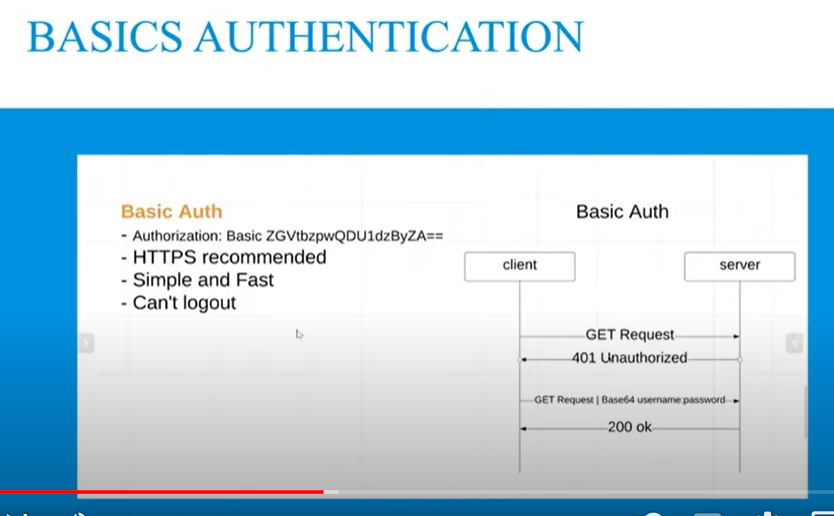 BASICS AUTHENTICATION
Basic Auth
- Authorization: Basic ZGVtbzpwQDU1dzByZA==
- HTTPS recommended
- Simple and Fast
- Can't logout
Basic Auth
client
server
GET Request
401 Unauthorized
GET Request | Base64 username:password
200 ok